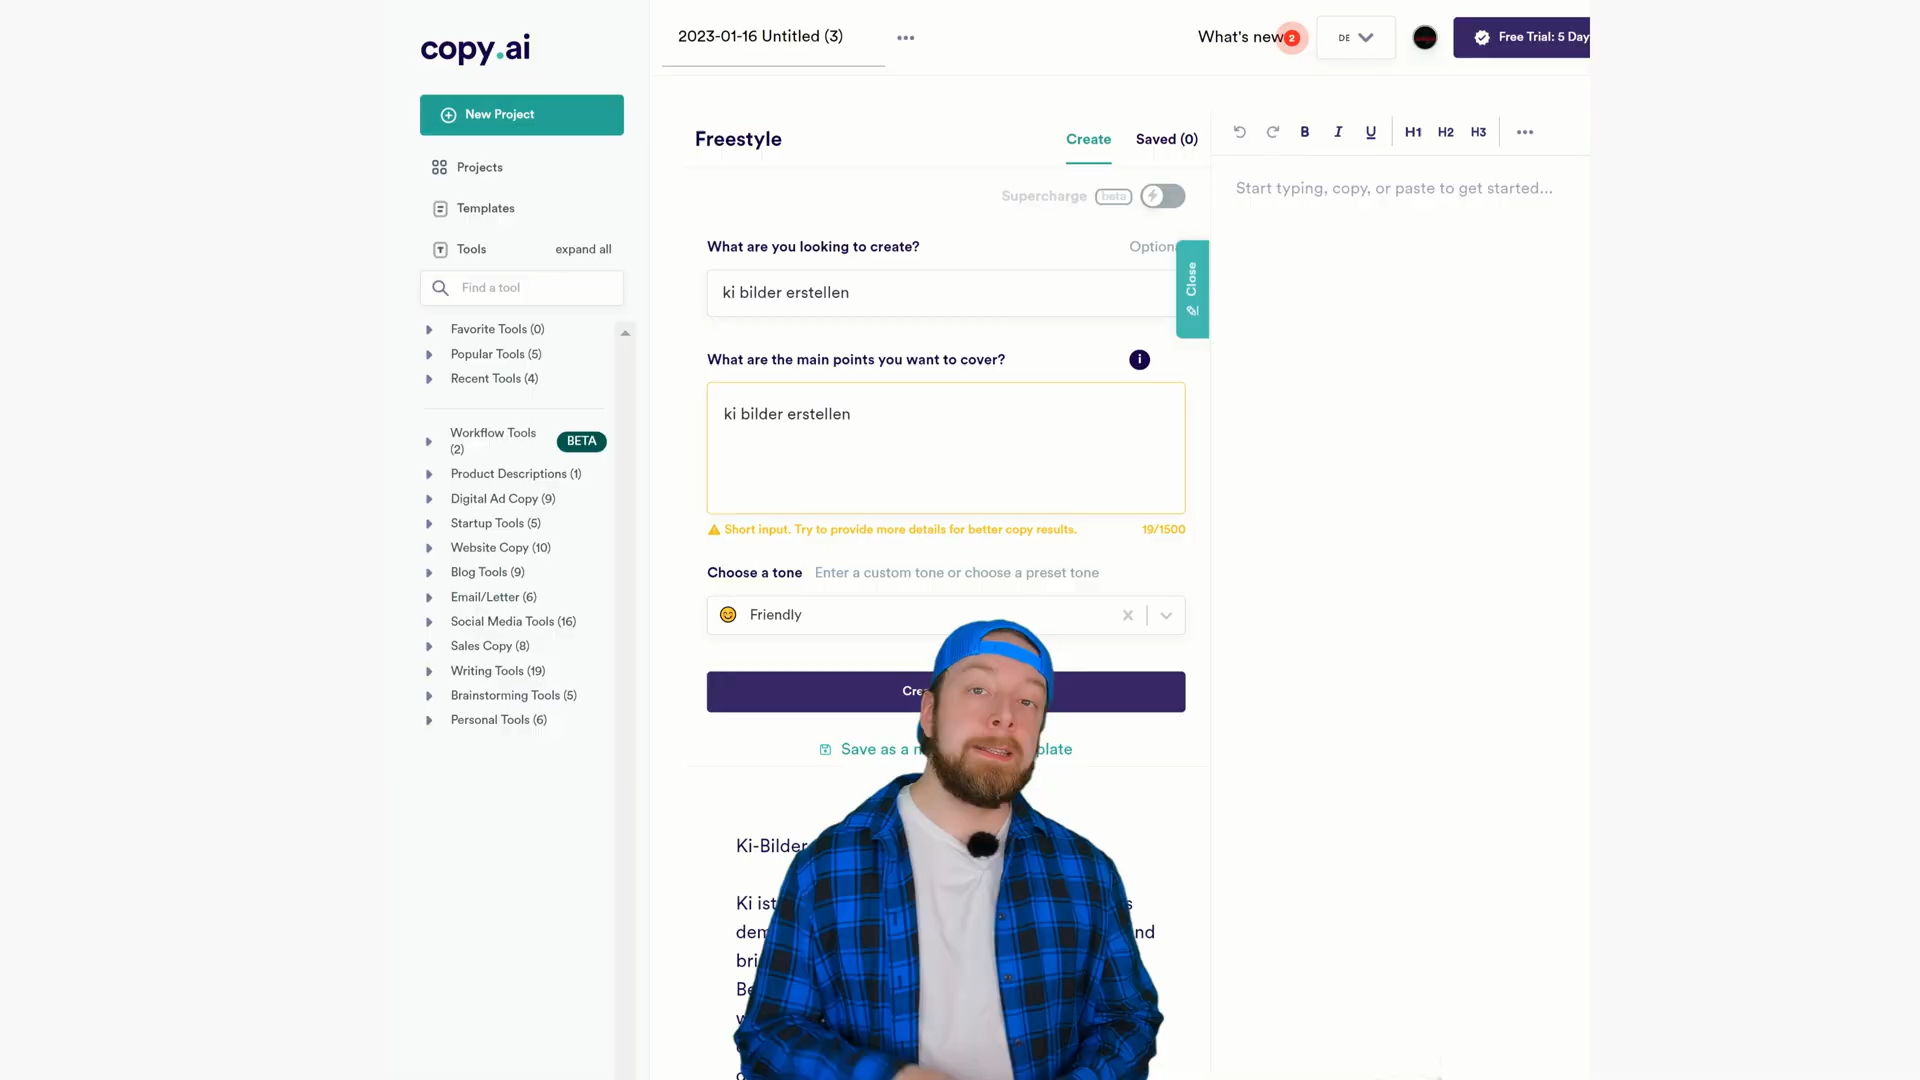 copy.ai
2023-01-16 Untitled (3)
What's new
2
DE
Free Trial: 5 Day
New Project
Projects
Templates
Tools
expand all
Find a tool
Favorite Tools (0)
Popular Tools (5)
Recent Tools (4)
Workflow Tools
(2)
BETA
Product Descriptions (1)
Digital Ad Copy (9)
Startup Tools (5)
Website Copy (10)
Blog Tools (9)
Email/Letter (6)
Social Media Tools (16)
Sales Copy (8)
Writing Tools (19)
Brainstorming Tools (5)
Personal Tools (6)
Freestyle
Create
Saved (0)
Supercharge
beta
What are you looking to create?
Option
ki bilder erstellen
Close
What are the main points you want to cover?
i
ki bilder erstellen
Short input. Try to provide more details for better copy results.
19/1500
Choose a tone
Enter a custom tone or choose a preset tone
Friendly
Save as a
Ki-Bilder
Ki ist
B
I
U
H1
H2
H3
Start typing, copy, or paste to get started...